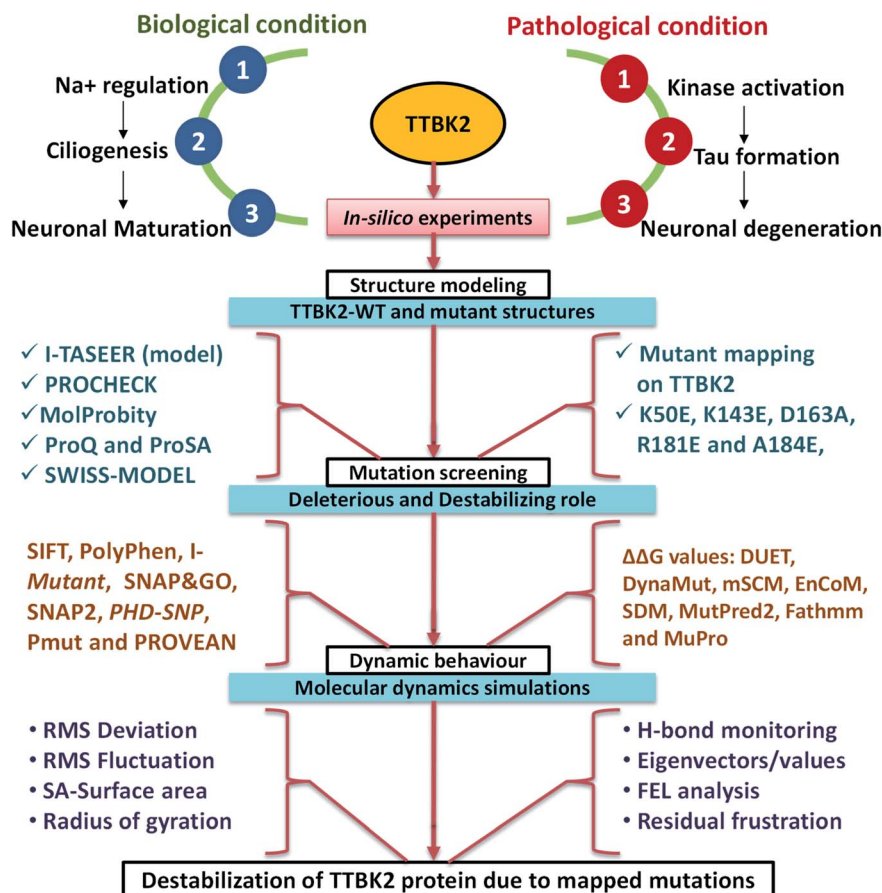 Biological condition
Pathological condition
1
Na+ regulation
2
Ciliogenesis
3
Neuronal Maturation
TTBK2
In-silico experiments
1
Kinase activation
2
Tau formation
3
Neuronal degeneration
Structure modeling
TTBK2-WT and mutant structures
✓ I-TASEER (model)
✓ PROCHECK
✓MolProbity
✓ ProQ and ProSA
✓ SWISS-MODEL
✓ Mutant mapping
on TTBK2
✓ K50E, K143E, D163A,
R181E and A184E,
Mutation screening
Deleterious and Destabilizing role
SIFT, PolyPhen, I-
Mutant, SNAP&GO,
SNAP2, PHD-SNP,
Pmut and PROVEAN
ΔΔG values: DUET,
DynaMut, mSCM, EnCoM,
SDM, MutPred2, Fathmm
and MuPro
Dynamic behaviour
Molecular dynamics simulations
• RMS Deviation
• RMS Fluctuation
• SA-Surface area
• Radius of gyration
• H-bond monitoring
• Eigenvectors/values
• FEL analysis
• Residual frustration
Destabilization of TTBK2 protein due to mapped mutations